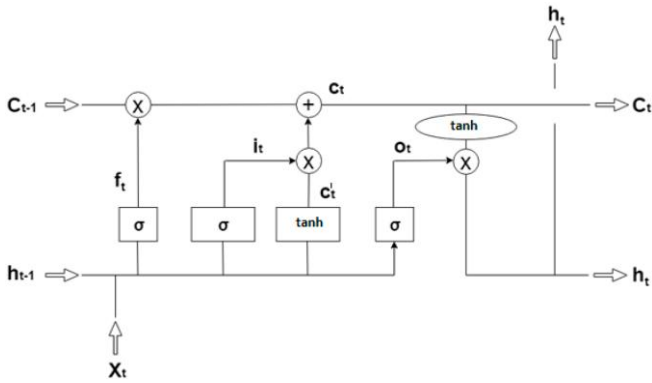 ht
Ct-1
X
+
Ct
Ct
tanh
it
X
ot
X
ft
c't
σ
σ
tanh
σ
ht-1
ht
Xt